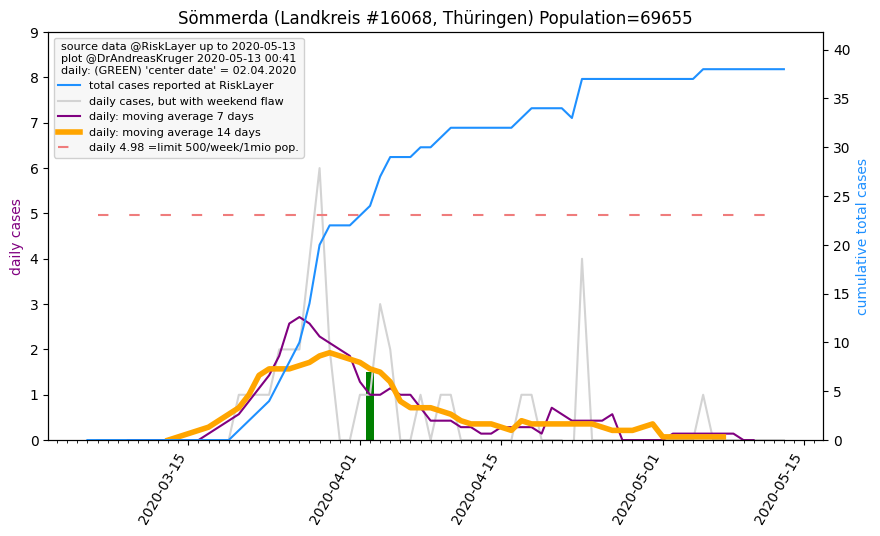 Sömmerda (Landkreis #16068, Thüringen) Population=69655
source data @RiskLayer up to 2020-05-13
plot @DrAndreasKruger 2020-05-13 00:41
daily: (GREEN) 'center date' = 02.04.2020
total cases reported at RiskLayer
daily cases, but with weekend flaw
daily: moving average 7 days
daily: moving average 14 days
daily 4.98 =limit 500/week/1mio pop.
daily cases
9
8
7
6
5
4
3
2
1
0
cumulative total cases
40
35
30
25
20
15
10
5
0
2020-03-15
2020-04-01
2020-04-15
2020-05-01
2020-05-15